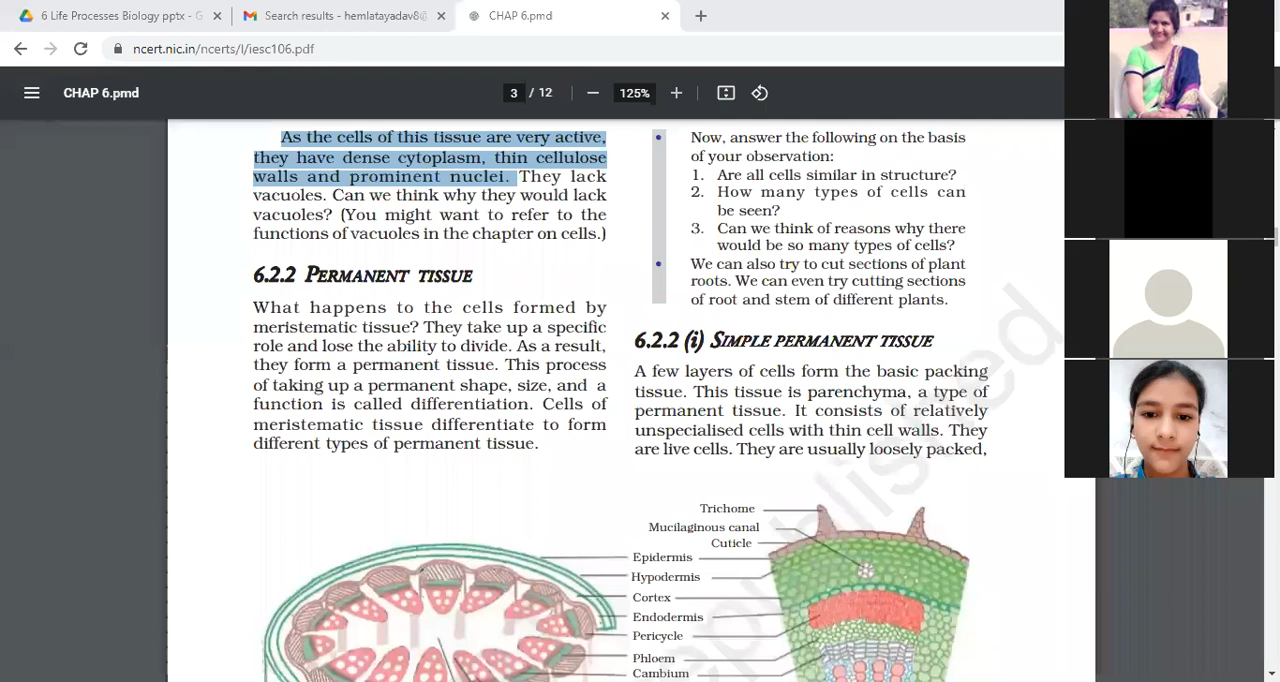 6 Life Processes Biology pptx - G
Search results - hemlatayadav8@
CHAP 6.pmd
ncert.nic.in/ncerts/l/iesc106.pdf
CHAP 6.pmd
3 / 12
125%
As the cells of this tissue are very active,
they have dense cytoplasm, thin cellulose
walls and prominent nuclei. They lack
vacuoles. Can we think why they would lack
vacuoles? (You might want to refer to the
functions of vacuoles in the chapter on cells.)
6.2.2 PERMANENT TISSUE
What happens to the cells formed by
meristematic tissue? They take up a specific
role and lose the ability to divide. As a result,
they form a permanent tissue. This process
of taking up a permanent shape, size, and a
function is called differentiation. Cells of
meristematic tissue differentiate to form
different types of permanent tissue.
• Now, answer the following on the basis
of your observation:
1. Are all cells similar in structure?
2. How many types of cells can
be seen?
3. Can we think of reasons why there
would be so many types of cells?
• We can also try to cut sections of plant
roots. We can even try cutting sections
of root and stem of different plants.
6.2.2 (i) SIMPLE PERMANENT TISSUE
A few layers of cells form the basic packing
tissue. This tissue is parenchyma, a type of
permanent tissue. It consists of relatively
unspecialised cells with thin cell walls. They
are live cells. They are usually loosely packed,
Trichome
Mucilaginous canal
Cuticle
Epidermis
Hypodermis
Cortex
Endodermis
Pericycle
Phloem
Cambium